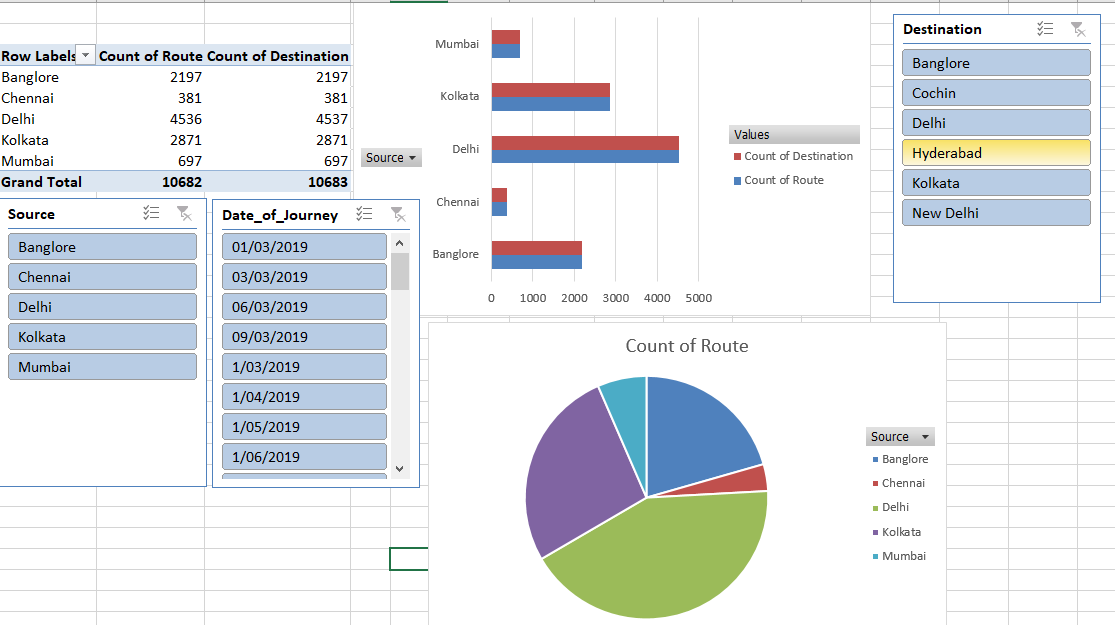 Row Labels Count of Route Count of Destination
Banglore 2197 2197
Chennai 381 381
Delhi 4536 4537
Kolkata 2871 2871
Mumbai 697 697
Grand Total 10682 10683
Source
Banglore
Chennai
Delhi
Kolkata
Mumbai
Date_of_Journey
01/03/2019
03/03/2019
06/03/2019
09/03/2019
1/03/2019
1/04/2019
1/05/2019
1/06/2019
Source
Mumbai
Kolkata
Delhi
Chennai
Banglore
0 1000 2000 3000 4000 5000
Values
Count of Destination
Count of Route
Destination
Banglore
Cochin
Delhi
Hyderabad
Kolkata
New Delhi
Count of Route
Source
Banglore
Chennai
Delhi
Kolkata
Mumbai